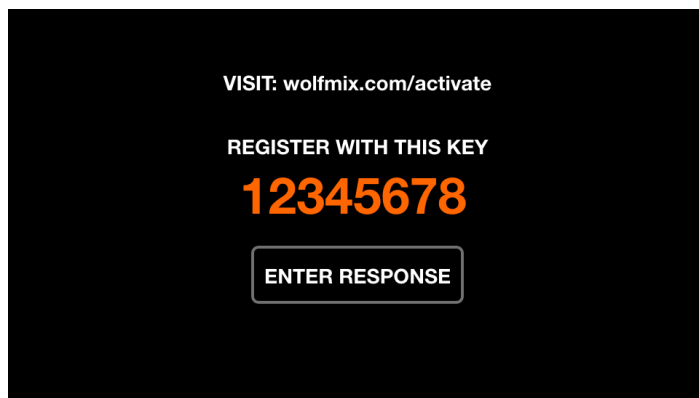 VISIT: wolfmix.com/activate
REGISTER WITH THIS KEY
12345678
ENTER RESPONSE